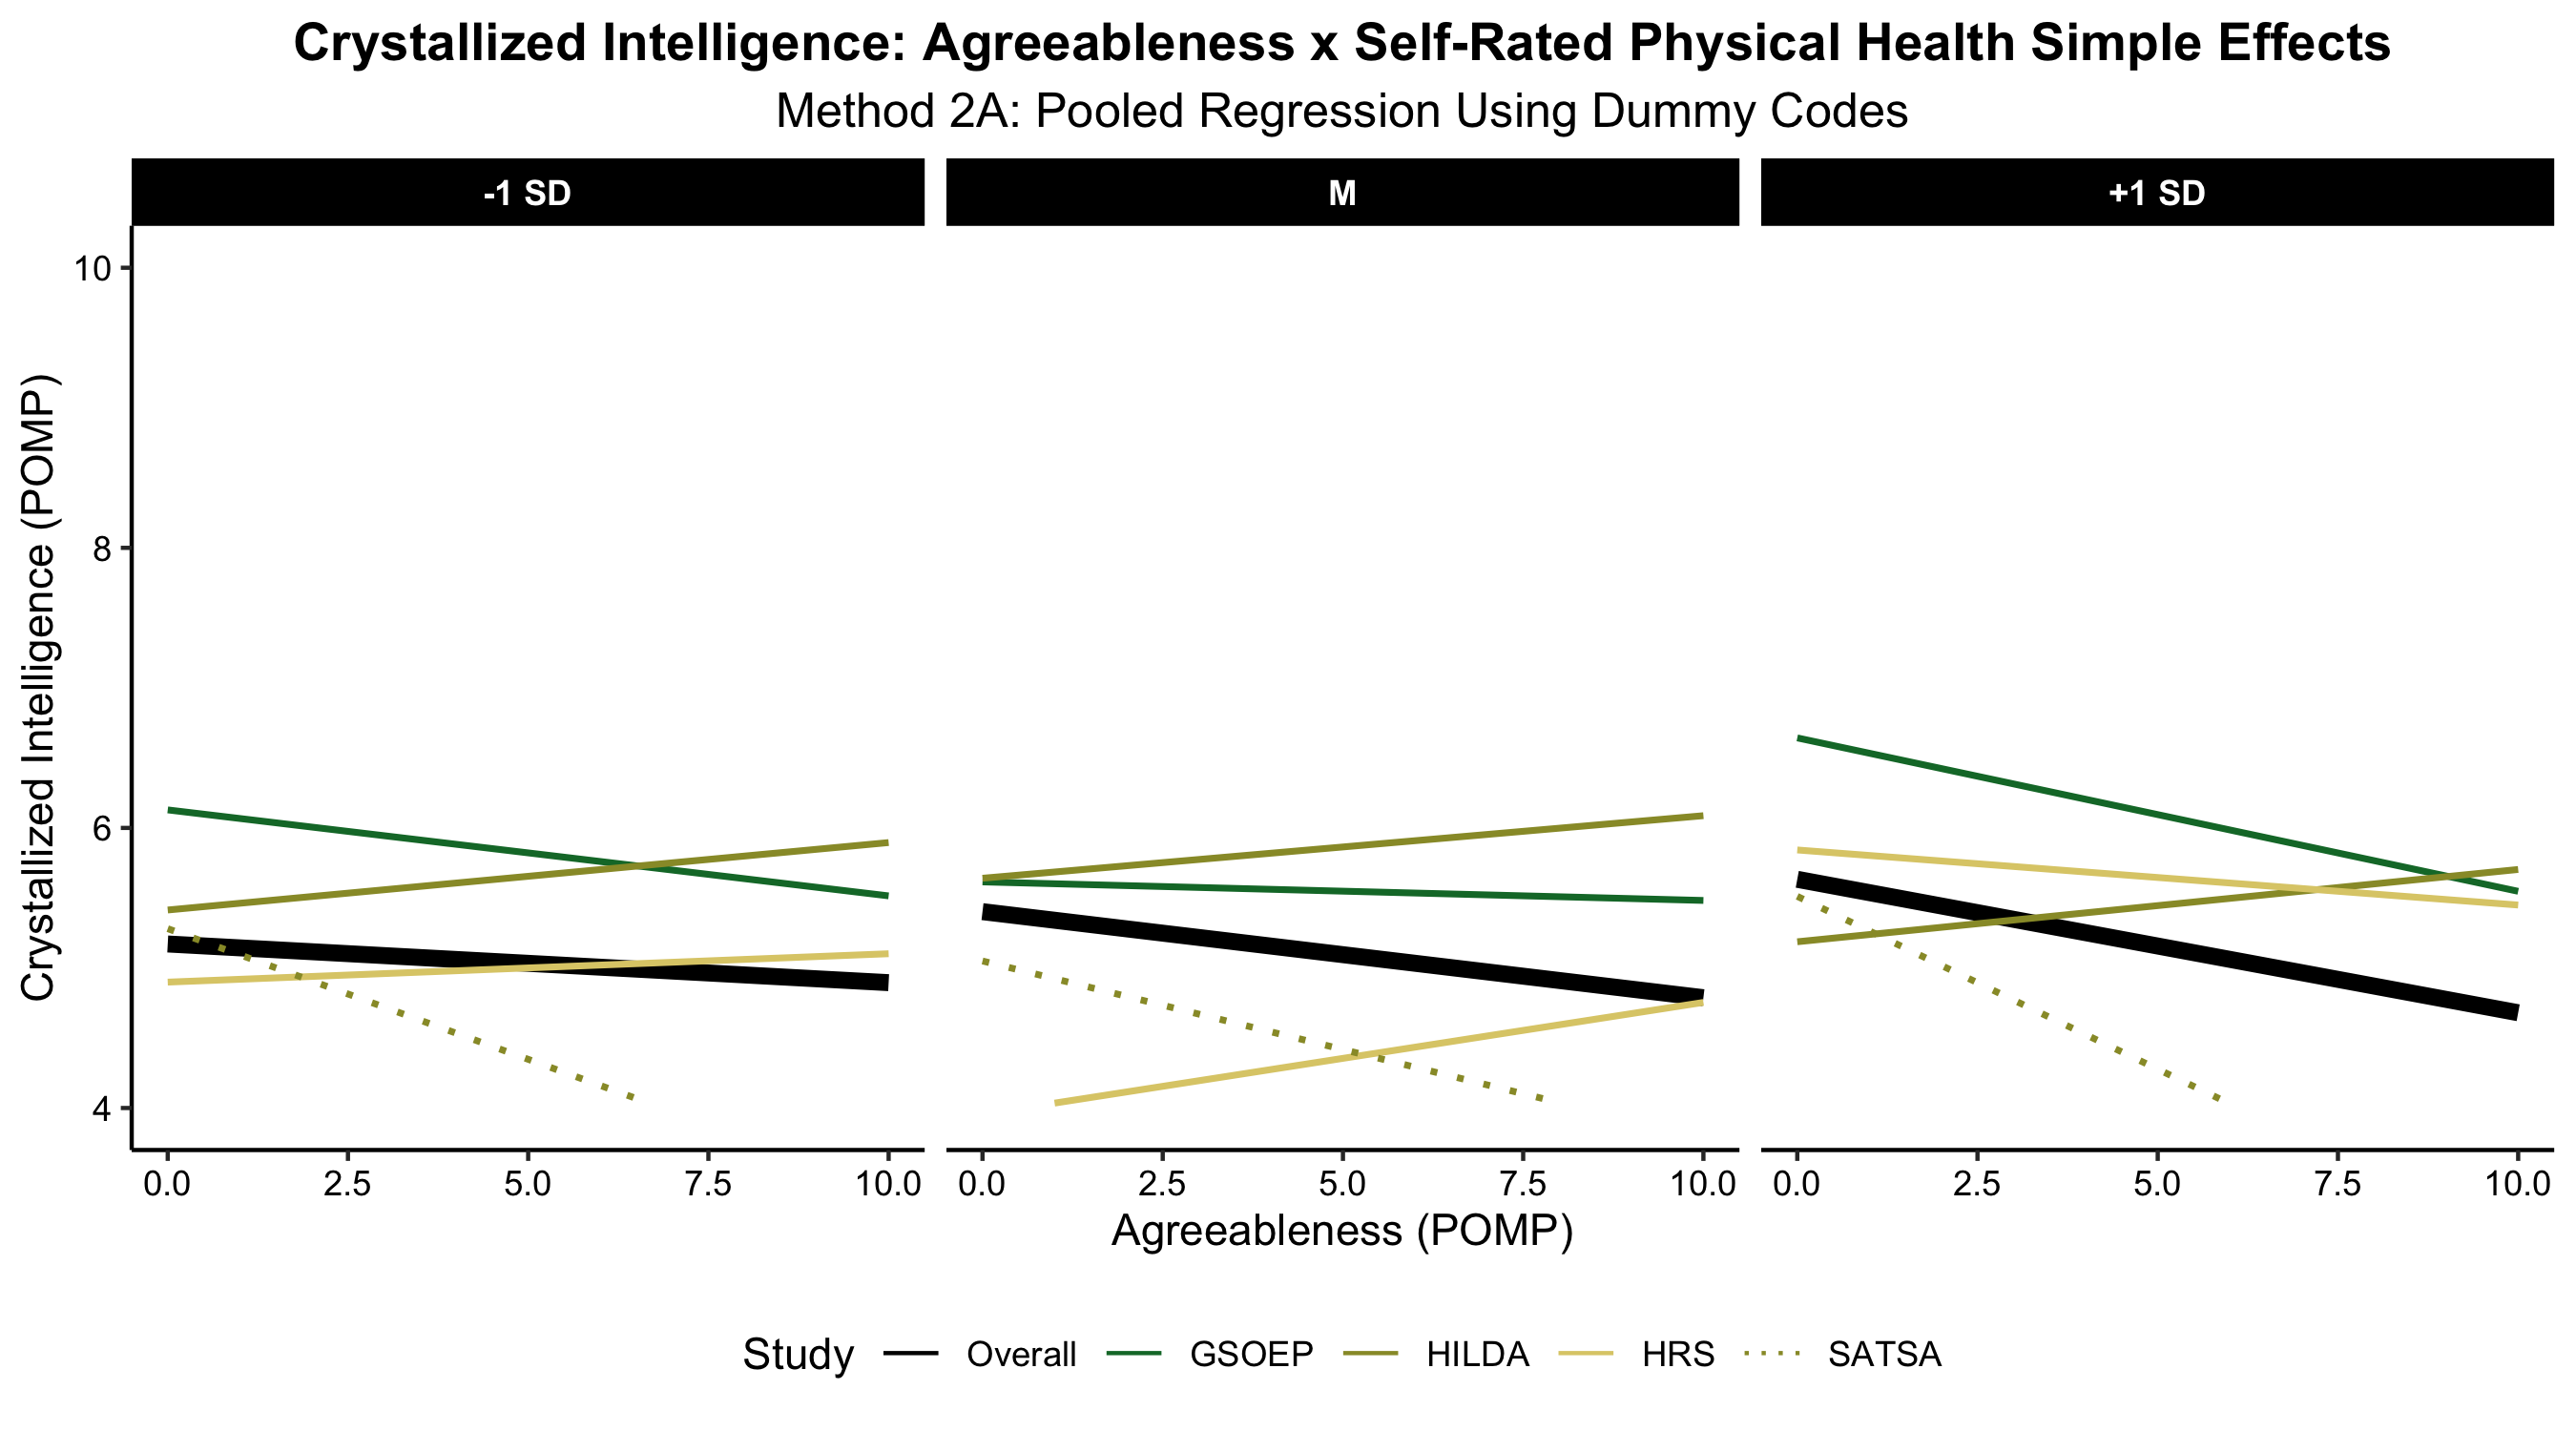 Crystallized Intelligence: Agreeableness x Self-Rated Physical Health Simple Effects
Method 2A: Pooled Regression Using Dummy Codes
-1 SD
M
+1 SD
Crystallized Intelligence (POMP)
10
8
6
4
0.0 2.5 5.0 7.5 10.0 0.0 2.5 5.0 7.5 10.0 0.0 2.5 5.0 7.5 10.0
Agreeableness (POMP)
Study Overall GSOEP HILDA HRS SATSA